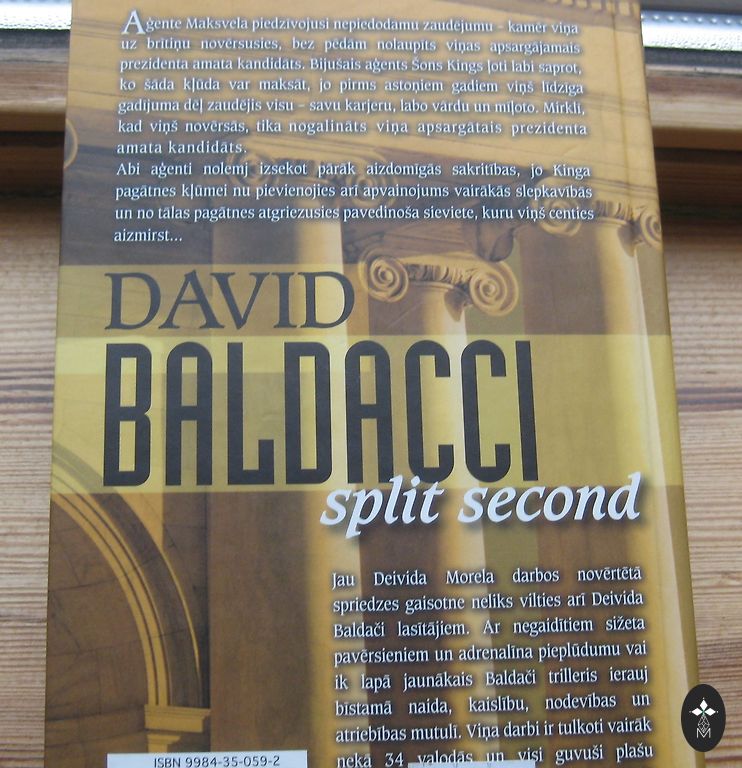 Aģente Maksvela piedzīvojusi nepiedodamu zaudējumu – kamēr viņa
uz brītiņu novērsusies, bez pēdām nolaupīts viņas apsargājamais
prezidenta amata kandidāts. Bijušais aģents Šons Kings ļoti labi saprot,
ko šāda kļūda var maksāt, jo pirms astoņiem gadiem viņš līdzīga
gadījuma dēļ zaudējis visu – savu karjeru, labo vārdu un mīļoto. Mirklī,
kad viņš novērsās, tika nogalināts viņa apsargātais prezidenta
amata kandidāts.
Abi aģenti nolemj izsekot pārāk aizdomīgās sakritības, jo Kinga
pagātnes kļūmei nu pievienojies arī apvainojums vairākās slepkavībās
un no tālas pagātnes atgriezusies pavedinoša sieviete, kuru viņš centies
aizmirst...
DAVID
BALDACCI
split second
Jau Deivida Morela darbos novērtētā
spriedzes gaisotne neliks vilties arī Deivida
Baldači lasītājiem. Ar negaidītiem sižeta
pavērsieniem un adrenalīna pieplūdumu vai
ik lapā jaunākais Baldači trilleris ierauj
bīstamā naida, kaislību, nodevības un
atriebības mutulī. Viņa darbi ir tulkoti vairāk
nekā 34 valodās un visi guvuši plašu
ISBN 9984-35-059-2